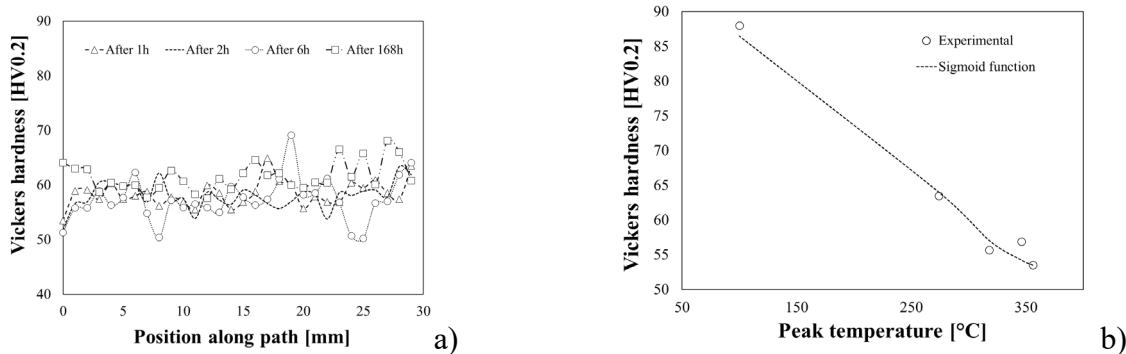 After 1h After 2h After 6h After 168h
90
80
70
60
50
40
0 5 10 15 20 25 30
Vickers hardness [HV0.2]
Position along path [mm]
a)
Experimental
Sigmoid function
90
85
80
75
70
65
60
55
50
50 150 250 350
Vickers hardness [HV0.2]
Peak temperature [°C]
b)